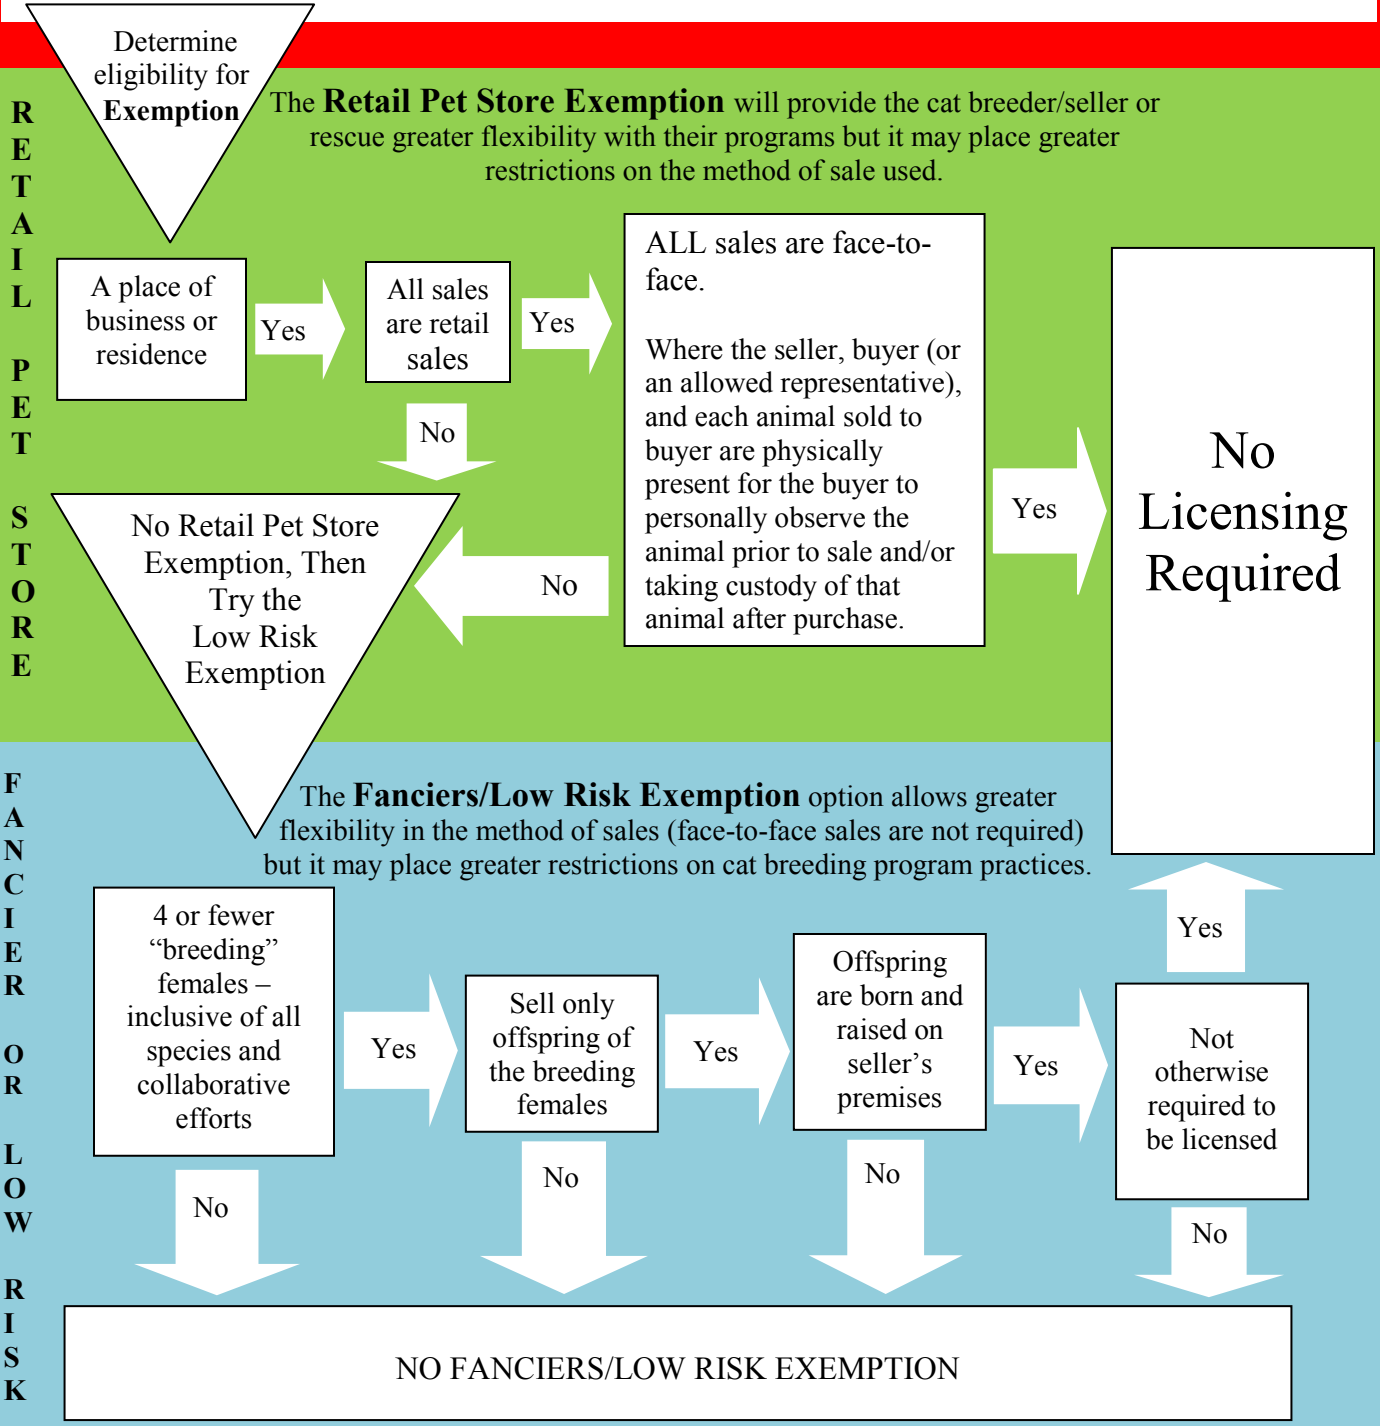 Determine
eligibility for
Exemption
The Retail Pet Store Exemption will provide the cat breeder/seller or
rescue greater flexibility with their programs but it may place greater
restrictions on the method of sale used.
R
E
T
A
I
L
P
E
T
S
T
O
R
E
A place of
business or
residence
Yes
All sales
are retail
sales
Yes
No
ALL sales are face-to-
face.
Where the seller, buyer (or
an allowed representative),
and each animal sold to
buyer are physically
present for the buyer to
personally observe the
animal prior to sale and/or
taking custody of that
animal after purchase.
Yes
No
No
Licensing
Required
No Retail Pet Store
Exemption, Then
Try the
Low Risk
Exemption
F
A
N
C
I
E
R
O
R
L
O
W
R
I
S
K
The Fanciers/Low Risk Exemption option allows greater
flexibility in the method of sales (face-to-face sales are not required)
but it may place greater restrictions on cat breeding program practices.
4 or fewer
“breeding”
females –
inclusive of all
species and
collaborative
efforts
Yes
No
Sell only
offspring of
the breeding
females
Yes
No
Offspring
are born and
raised on
seller’s
premises
Yes
No
Not
otherwise
required to
be licensed
Yes
No
NO FANCIERS/LOW RISK EXEMPTION